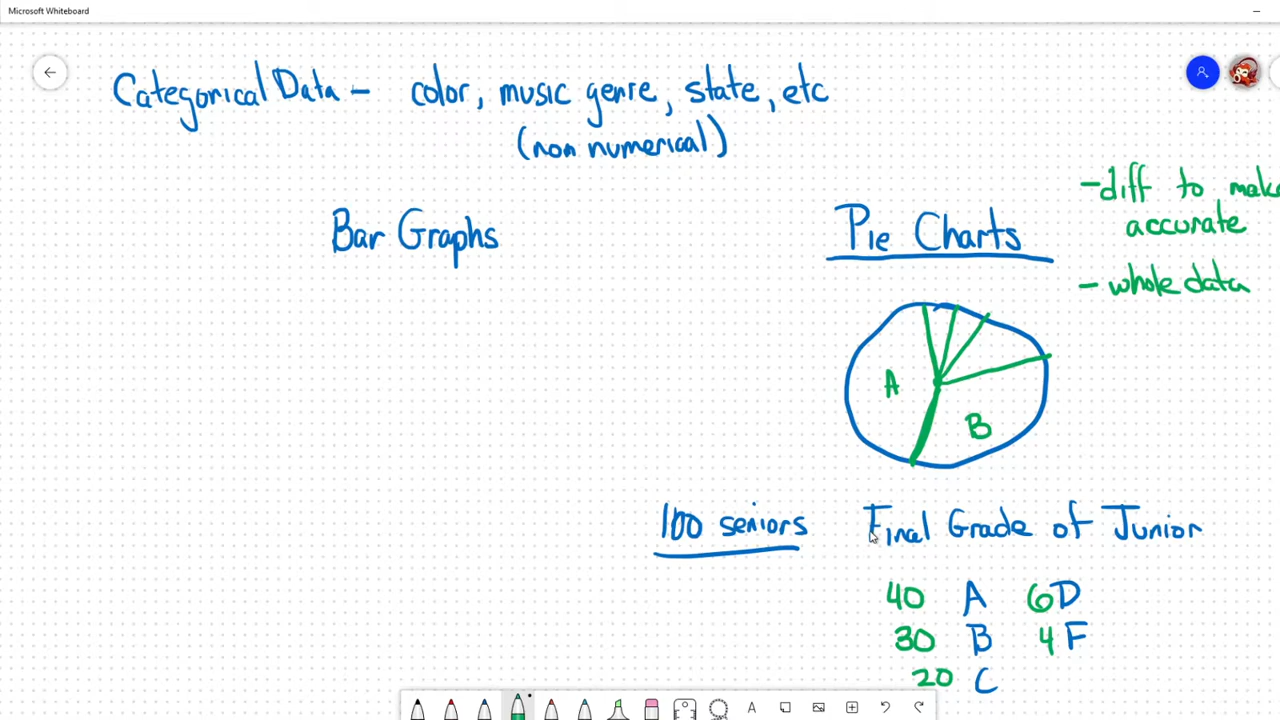 Microsoft Whiteboard
Categorical Data - color, music genre, state, etc
(non numerical)
Bar Graphs
Pie Charts
- diff to make
accurate
- whole data
A
B
100 seniors
Final Grade of Junior
40 A 6 D
30 B 4 F
20 C
A